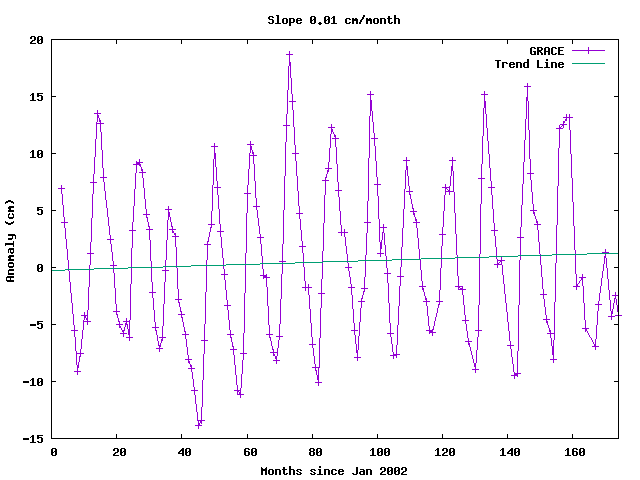 Slope 0.01 cm/month
GRACE
Trend Line
Anomaly (cm)
20
15
10
5
0
-5
-10
-15
0 20 40 60 80 100 120 140 160
Months since Jan 2002